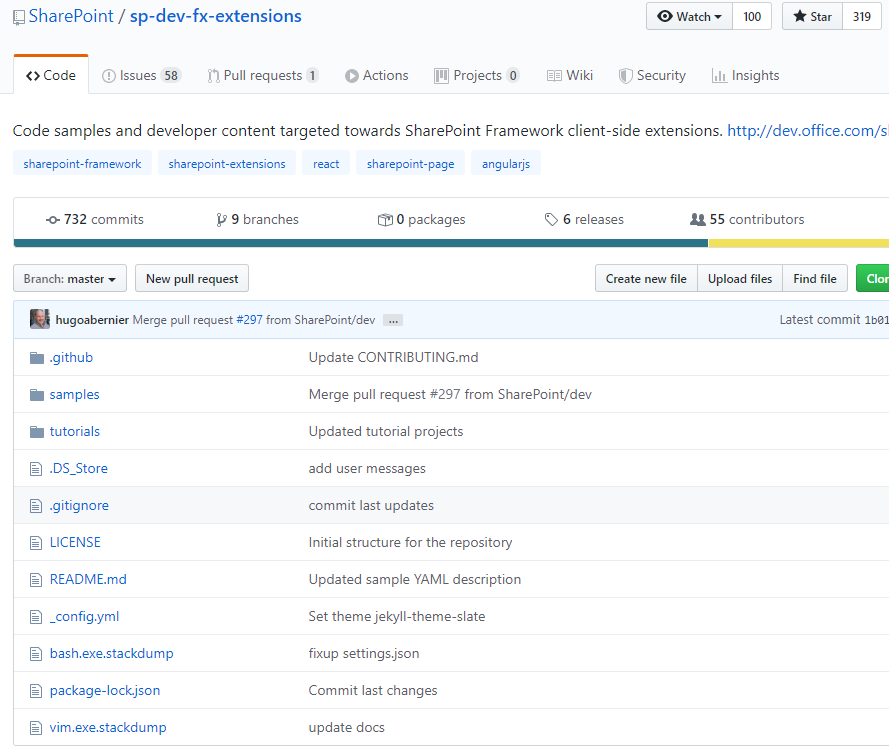 SharePoint / sp-dev-fx-extensions Watch 100 Star 319
Code Issues 58 Pull requests 1 Actions Projects 0 Wiki Security Insights
Code samples and developer content targeted towards SharePoint Framework client-side extensions. http://dev.office.com/s
sharepoint-framework sharepoint-extensions react sharepoint-page angularjs
732 commits 9 branches 0 packages 6 releases 55 contributors
Branch: master New pull request Create new file Upload files Find file Clor
hugoabernier Merge pull request #297 from SharePoint/dev ... Latest commit 1b01
.github Update CONTRIBUTING.md
samples Merge pull request #297 from SharePoint/dev
tutorials Updated tutorial projects
.DS_Store add user messages
.gitignore commit last updates
LICENSE Initial structure for the repository
README.md Updated sample YAML description
_config.yml Set theme jekyll-theme-slate
bash.exe.stackdump fixup settings.json
package-lock.json Commit last changes
vim.exe.stackdump update docs